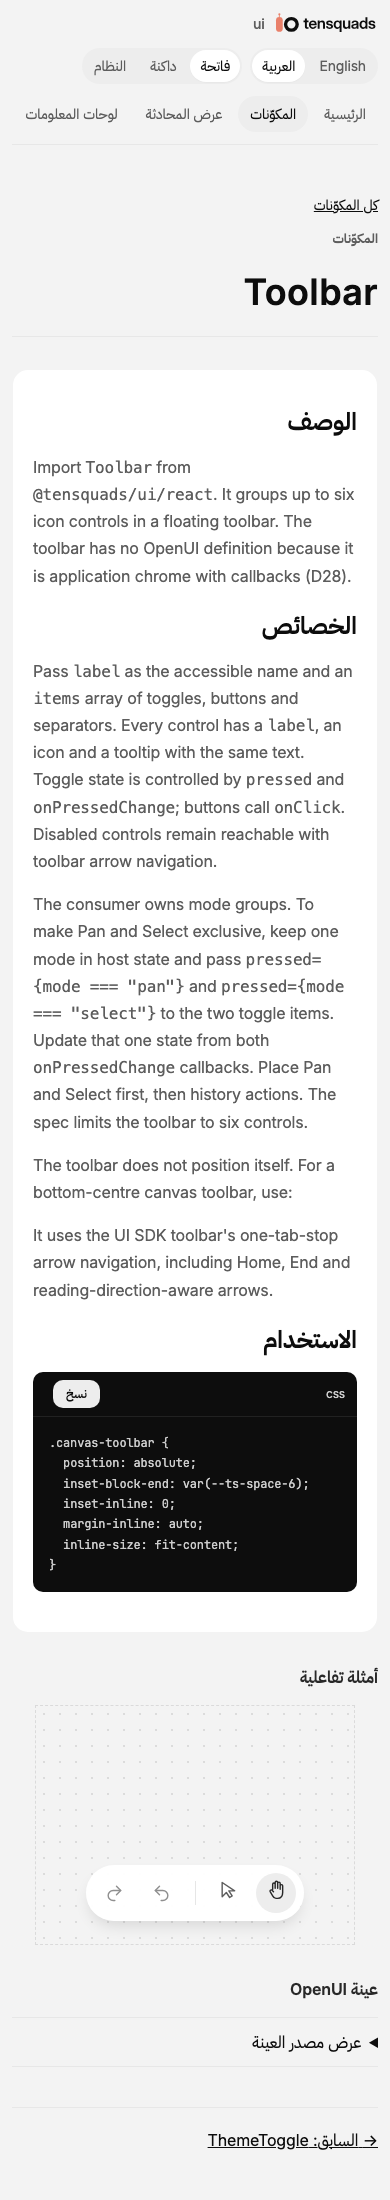 tensquads ui
English العربية فاتحة داكنة النظام
الرئيسية المكوّنات عرض المحادثة لوحات المعلومات
كل المكوّنات
المكوّنات
Toolbar
الوصف
Import Toolbar from
@tensquads/ui/react. It groups up to six
icon controls in a floating toolbar. The
toolbar has no OpenUI definition because it
is application chrome with callbacks (D28).
الخصائص
Pass label as the accessible name and an
items array of toggles, buttons and
separators. Every control has a label, an
icon and a tooltip with the same text.
Toggle state is controlled by pressed and
onPressedChange; buttons call onClick.
Disabled controls remain reachable with
toolbar arrow navigation.
The consumer owns mode groups. To
make Pan and Select exclusive, keep one
mode in host state and pass pressed=
{mode === "pan"} and pressed={mode
=== "select"} to the two toggle items.
Update that one state from both
onPressedChange callbacks. Place Pan
and Select first, then history actions. The
spec limits the toolbar to six controls.
The toolbar does not position itself. For a
bottom-centre canvas toolbar, use:
It uses the UI SDK toolbar's one-tab-stop
arrow navigation, including Home, End and
reading-direction-aware arrows.
الاستخدام
css نسخ
.canvas-toolbar {
  position: absolute;
  inset-block-end: var(--ts-space-6);
  inset-inline: 0;
  margin-inline: auto;
  inline-size: fit-content;
}
أمثلة تفاعلية
عينة OpenUI
عرض مصدر العينة
→ السابق: ThemeToggle